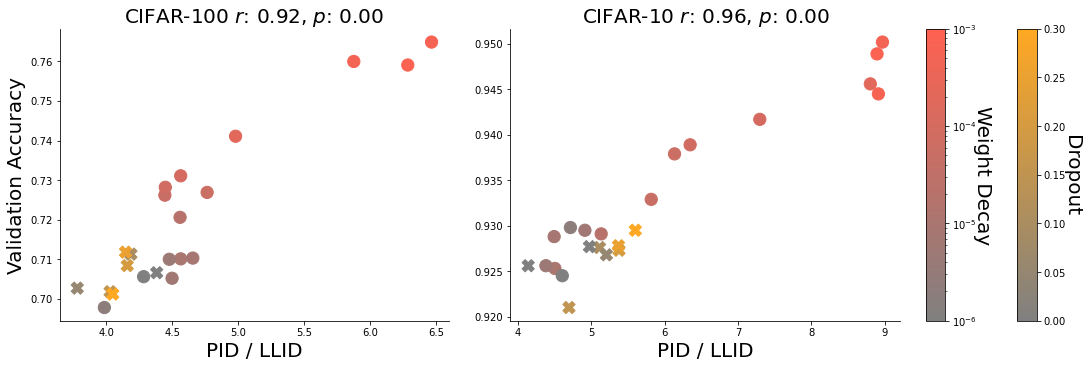 CIFAR-100 r: 0.92, p: 0.00
Validation Accuracy
0.76
0.75
0.74
0.73
0.72
0.71
0.70
4.0 4.5 5.0 5.5 6.0 6.5
PID / LLID
CIFAR-10 r: 0.96, p: 0.00
0.950
0.945
0.940
0.935
0.930
0.925
0.920
4 5 6 7 8 9
PID / LLID
10⁻³
10⁻⁴
10⁻⁵
10⁻⁶
Weight Decay
0.30
0.25
0.20
0.15
0.10
0.05
0.00
Dropout